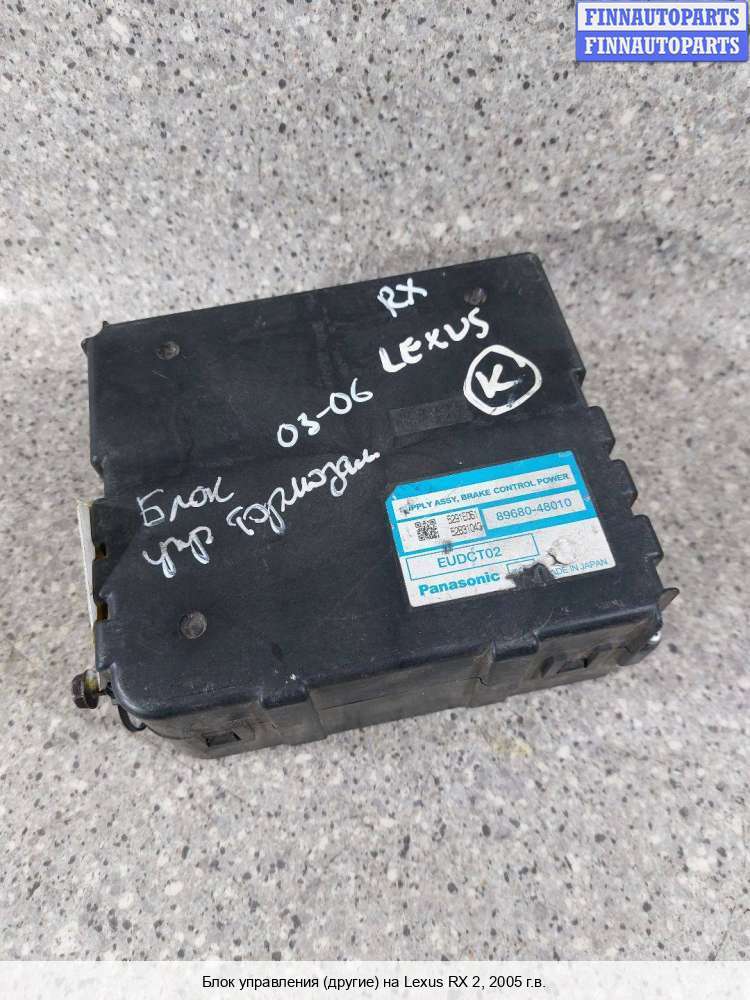 FINNAUTOPARTS
FINNAUTOPARTS
RX
LEXUS
03-06
K
Блок
упр Тормозам
SUPPLY ASSY, BRAKE CONTROL POWER
89680-48010
EUDCT02
Panasonic
MADE IN JAPAN
Блок управления (другие) на Lexus RX 2, 2005 г.в.